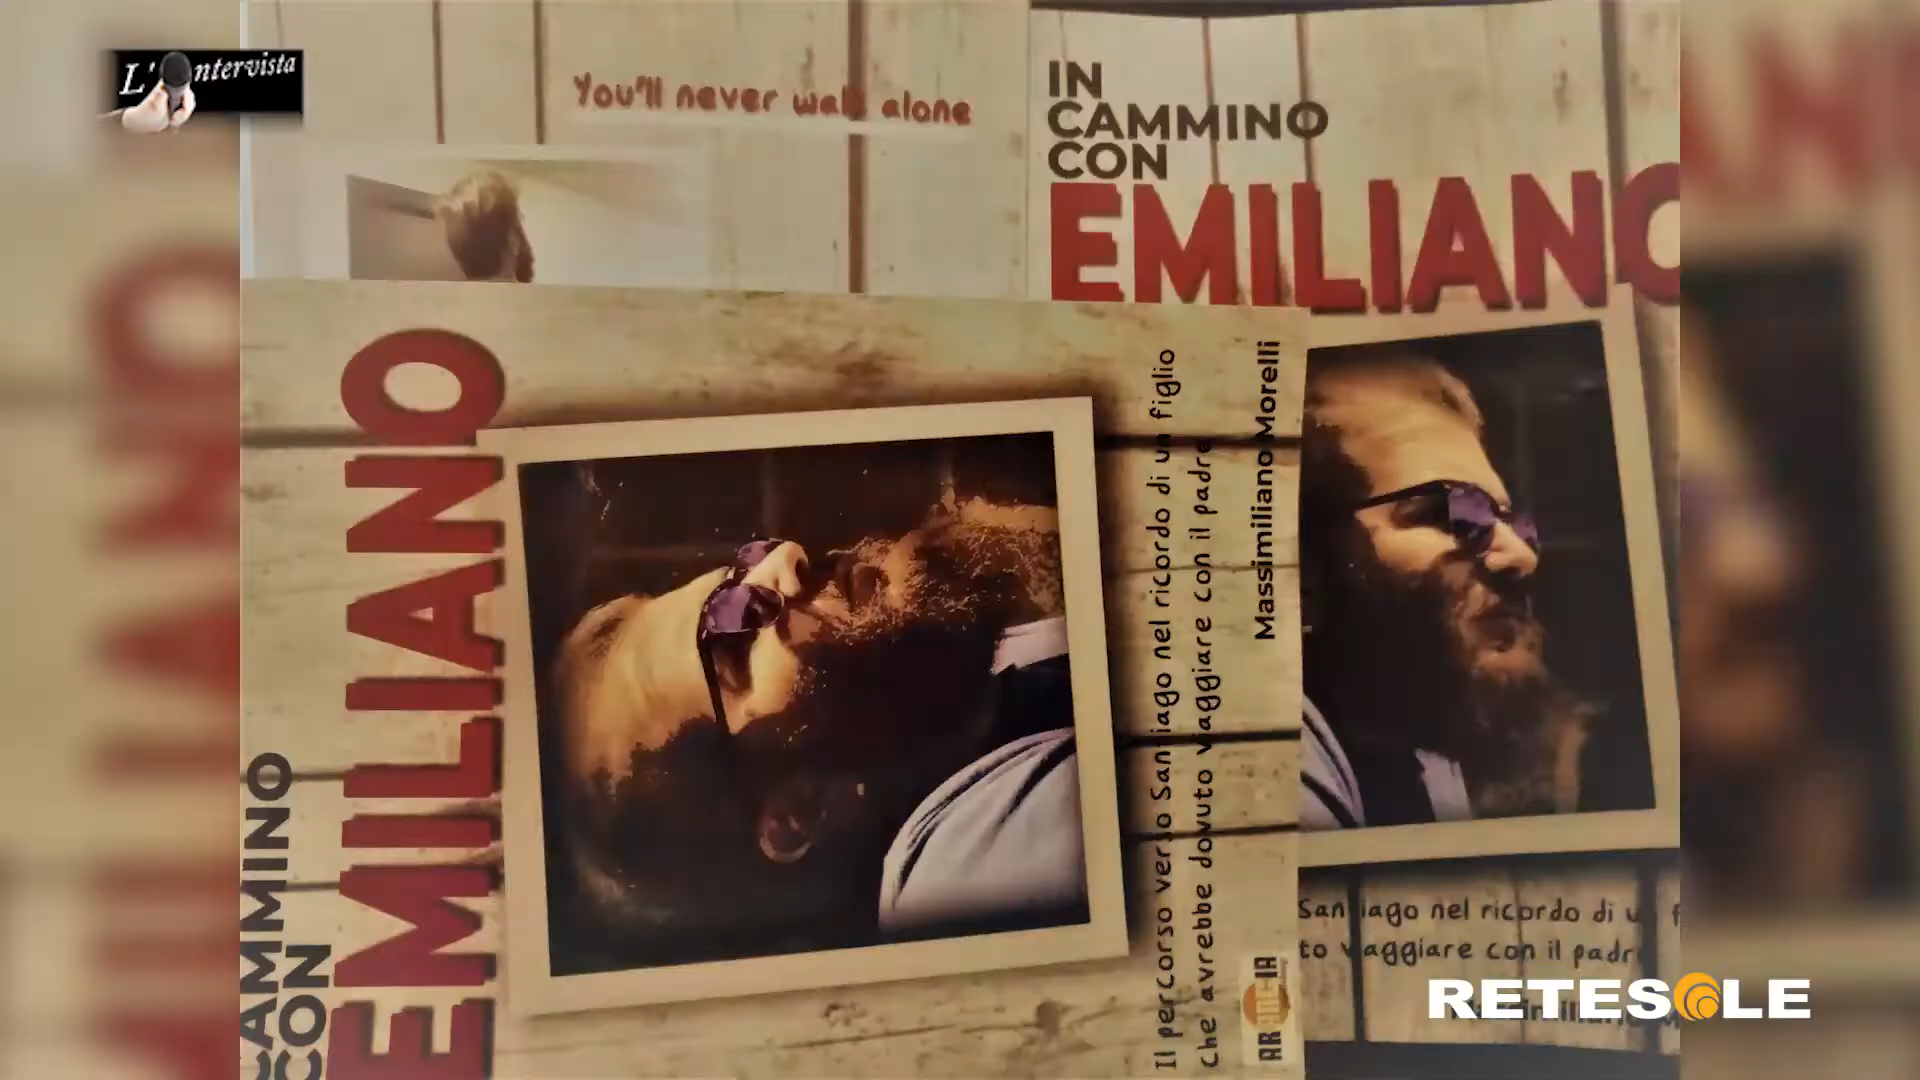 L'intervista
You'll never walk alone
IN
CAMMINO
CON
EMILIANO
CAMMINO
CON
EMILIANO
Il percorso verso Santiago nel ricordo di un figlio
che avrebbe dovuto viaggiare con il padre
Massimiliano Morelli
Santiago nel ricordo di un f
to viaggiare con il padre
RETESOLE